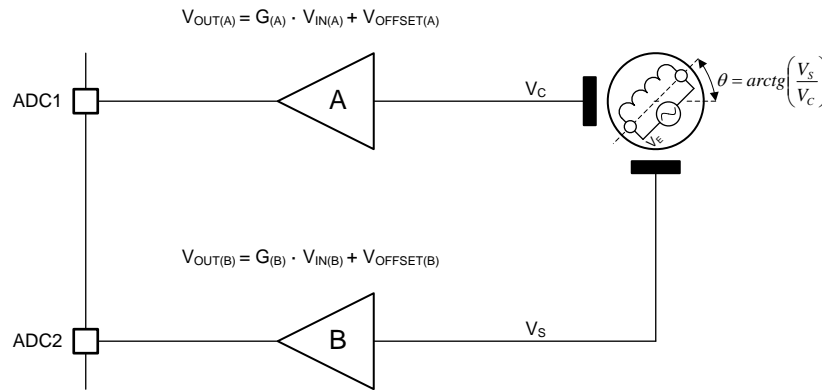 V_OUT(A) = G_(A) · V_IN(A) + V_OFFSET(A)
ADC1
A
V_C
V_E
θ = arctg(V_S/V_C)
V_OUT(B) = G_(B) · V_IN(B) + V_OFFSET(B)
ADC2
B
V_S